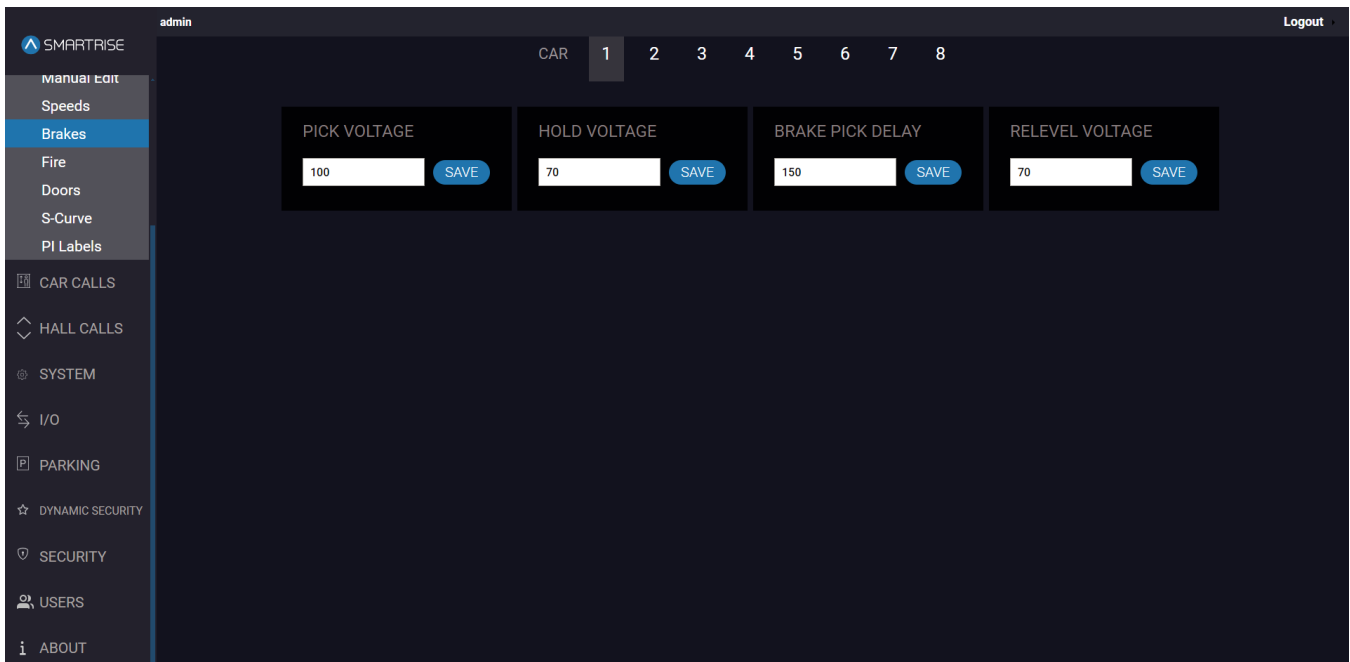 admin
Logout
SMARTRISE
CAR 1 2 3 4 5 6 7 8
Manual Edit
Speeds
Brakes
Fire
Doors
S-Curve
PI Labels
CAR CALLS
HALL CALLS
SYSTEM
I/O
P PARKING
DYNAMIC SECURITY
SECURITY
USERS
i ABOUT
PICK VOLTAGE
100 SAVE
HOLD VOLTAGE
70 SAVE
BRAKE PICK DELAY
150 SAVE
RELEVEL VOLTAGE
70 SAVE